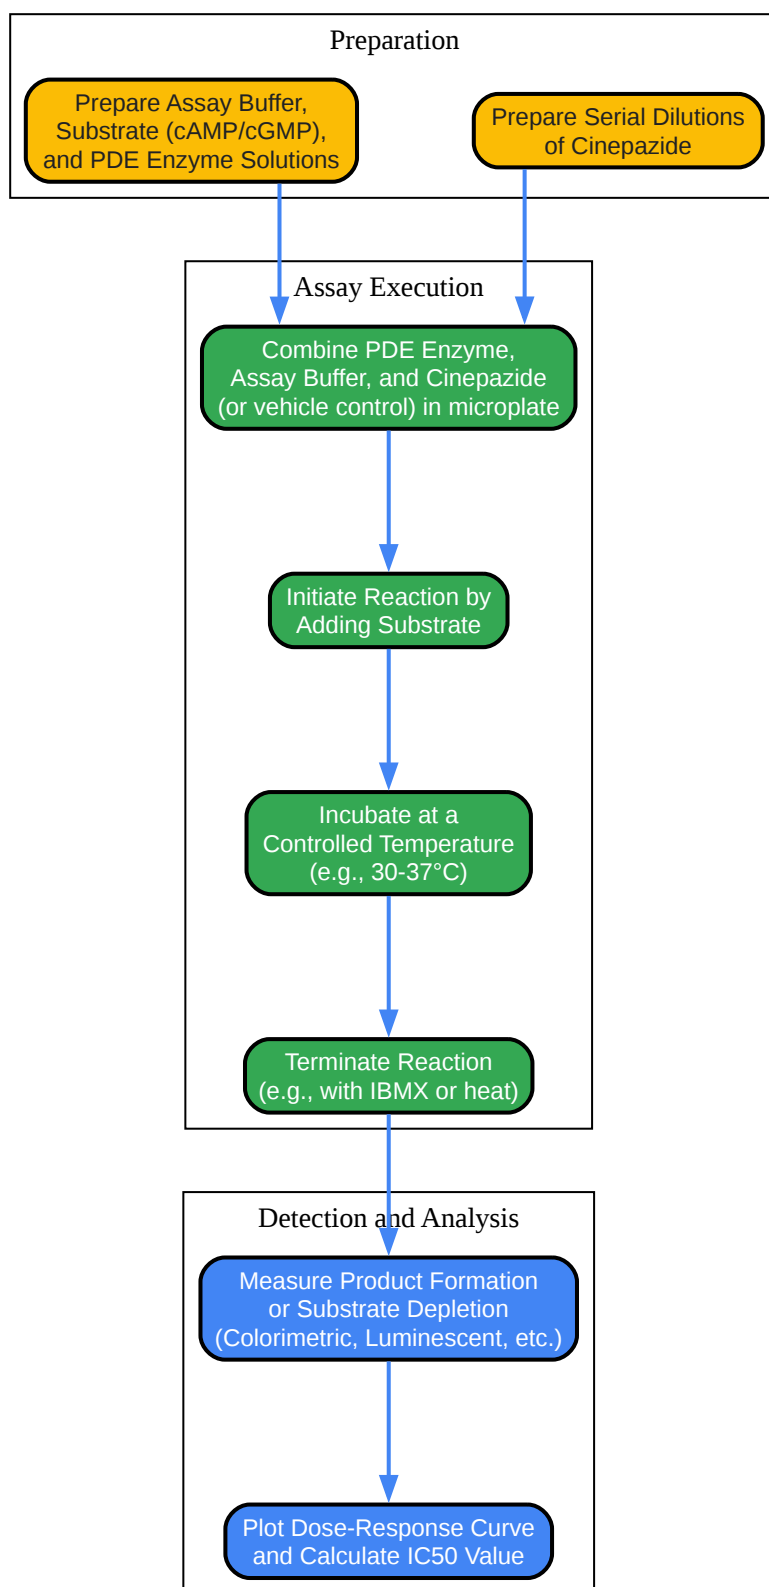 Preparation
Prepare Assay Buffer,
Substrate (cAMP/cGMP),
and PDE Enzyme Solutions
Prepare Serial Dilutions
of Cinepazide
Assay Execution
Combine PDE Enzyme,
Assay Buffer, and Cinepazide
(or vehicle control) in microplate
Initiate Reaction by
Adding Substrate
Incubate at a
Controlled Temperature
(e.g., 30-37°C)
Terminate Reaction
(e.g., with IBMX or heat)
Detection and Analysis
Measure Product Formation
or Substrate Depletion
(Colorimetric, Luminescent, etc.)
Plot Dose-Response Curve
and Calculate IC50 Value